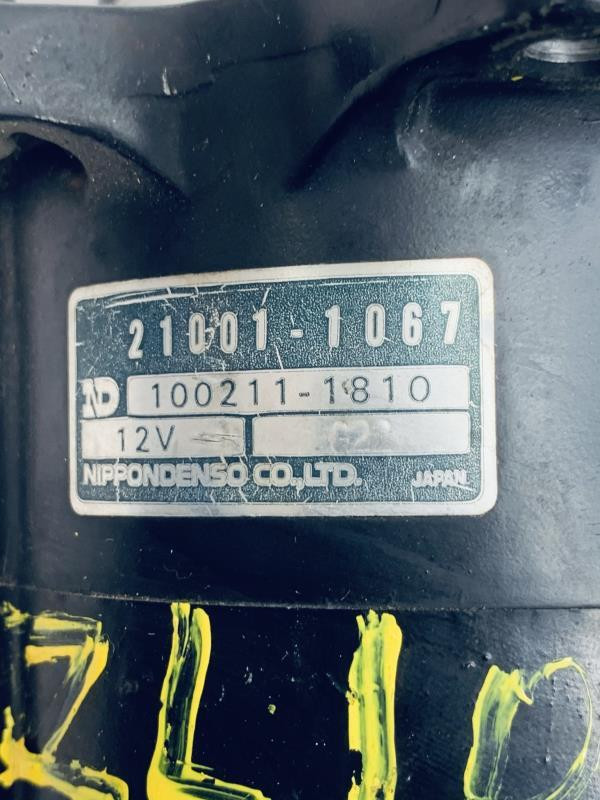 21001-1067
ND 100211-1810
12V
NIPPONDENSO CO.,LTD. JAPAN